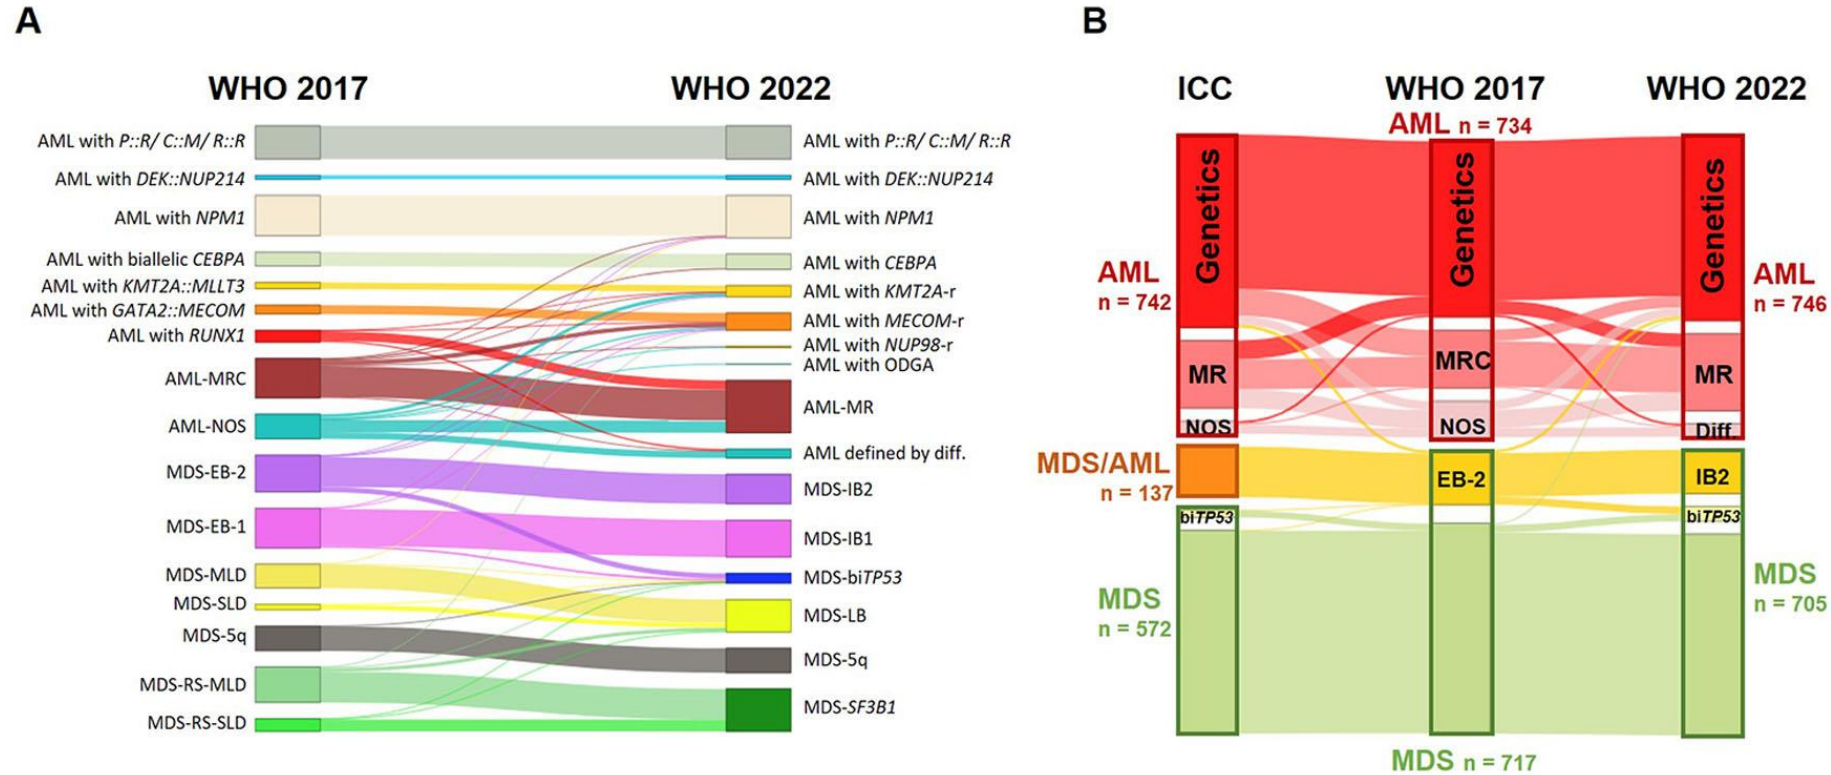 A
WHO 2017
WHO 2022
AML with P::R/ C::M/ R::R
AML with DEK::NUP214
AML with NPM1
AML with biallelic CEBPA
AML with KMT2A::MLLT3
AML with GATA2::MECOM
AML with RUNX1
AML-MRC
AML-NOS
MDS-EB-2
MDS-EB-1
MDS-MLD
MDS-SLD
MDS-5q
MDS-RS-MLD
MDS-RS-SLD
AML with P::R/ C::M/ R::R
AML with DEK::NUP214
AML with NPM1
AML with CEBPA
AML with KMT2A-r
AML with MECOM-r
AML with NUP98-r
AML with ODGA
AML-MR
AML defined by diff.
MDS-IB2
MDS-IB1
MDS-biTP53
MDS-LB
MDS-5q
MDS-SF3B1
B
ICC
WHO 2017
WHO 2022
AML n = 734
AML
n = 742
MDS/AML
n = 137
MDS
n = 572
Genetics
MR
NOS
biTP53
Genetics
MRC
NOS
EB-2
Genetics
MR
Diff.
IB2
biTP53
AML
n = 746
MDS
n = 705
MDS n = 717